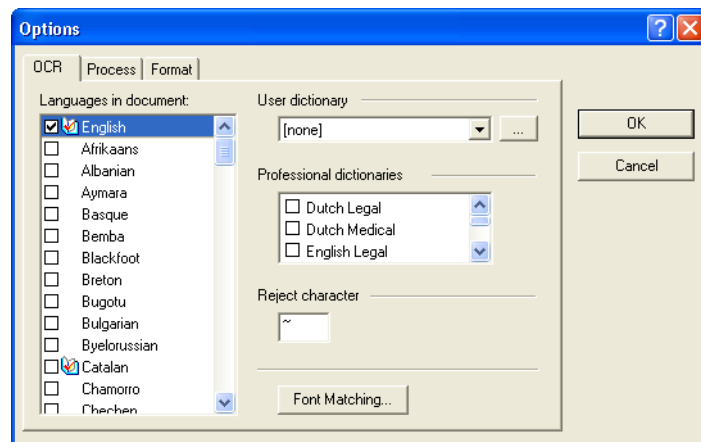 Options
OCR
Process
Format
Languages in document:
English
Afrikaans
Albanian
Aymara
Basque
Bemba
Blackfoot
Breton
Bugotu
Bulgarian
Byelorussian
Catalan
Chamorro
Chechen
User dictionary
[none]
...
Professional dictionaries
Dutch Legal
Dutch Medical
English Legal
Reject character
~
Font Matching...
OK
Cancel